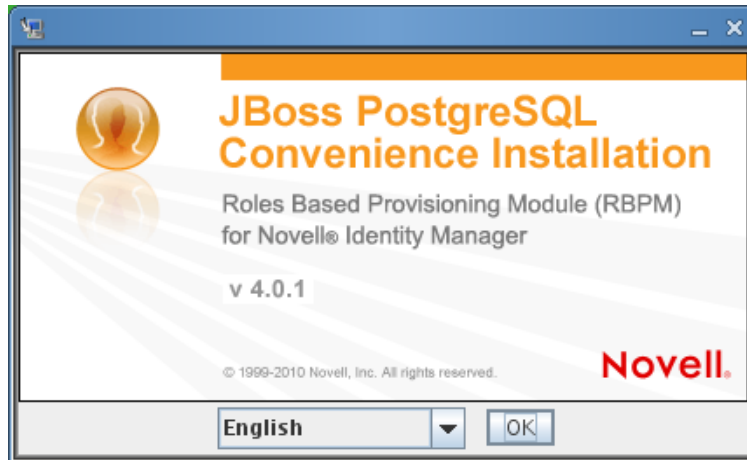 JBoss PostgreSQL
Convenience Installation
Roles Based Provisioning Module (RBPM)
for Novell® Identity Manager
v 4.0.1
© 1999-2010 Novell, Inc. All rights reserved.
Novell®
English
OK